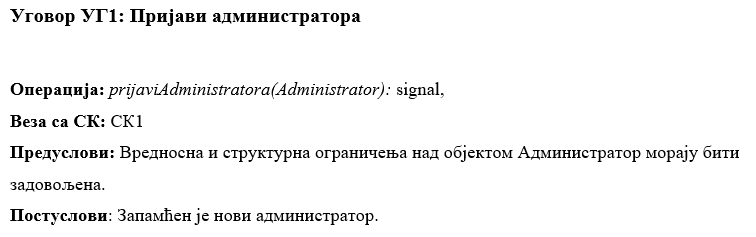 Уговор УГ1: Пријави администратора
Операција: prijaviAdministratora(Administrator): signal,
Веза са СК: СК1
Предуслови: Вредносна и структурна ограничења над објектом Администратор морају бити
задовољена.
Постуслови: Запамћен је нови администратор.